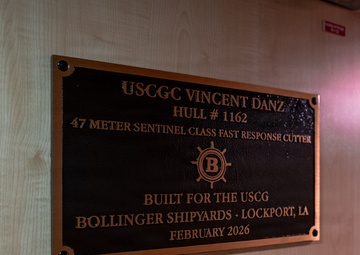 USCGC VINCENT DANZ
HULL # 1162
47 METER SENTINEL CLASS FAST RESPONSE CUTTER
B
BUILT FOR THE USCG
BOLLINGER SHIPYARDS - LOCKPORT, LA
FEBRUARY 2026